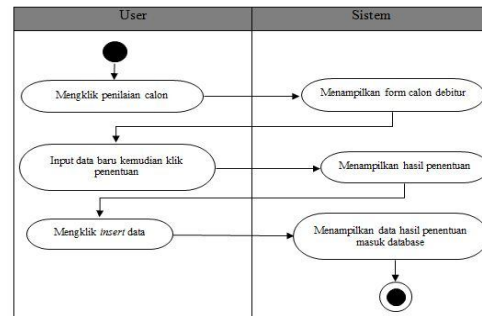 User
Sistem
Mengklik penilaian calon
Menampilkan form calon debitur
Input data baru kemudian klik
penentuan
Menampilkan hasil penentuan
Mengklik insert data
Menampilkan data hasil penentuan
masuk database